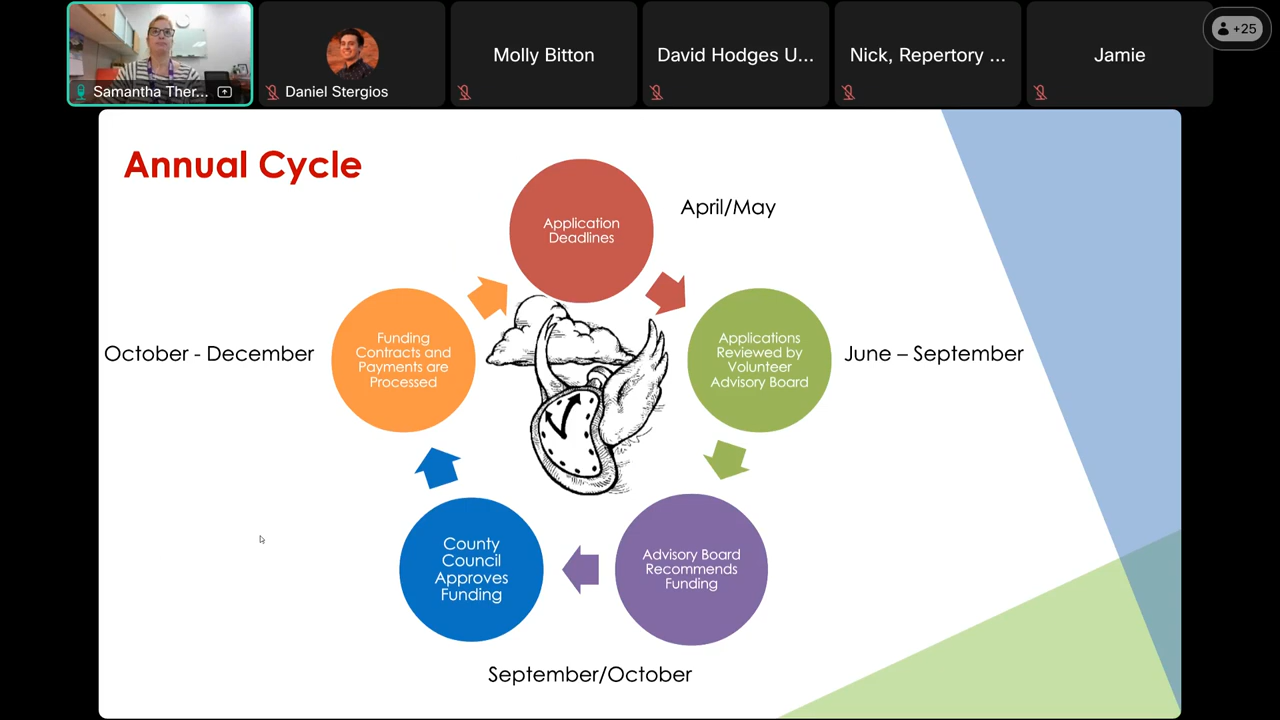 Samantha Ther...
Daniel Stergios
Molly Bitton
David Hodges U...
Nick, Repertory ...
Jamie
+25
Annual Cycle
Application
Deadlines
April/May
Applications
Reviewed by
Volunteer
Advisory Board
June – September
Advisory Board
Recommends
Funding
September/October
County
Council
Approves
Funding
Funding
Contracts and
Payments are
Processed
October - December